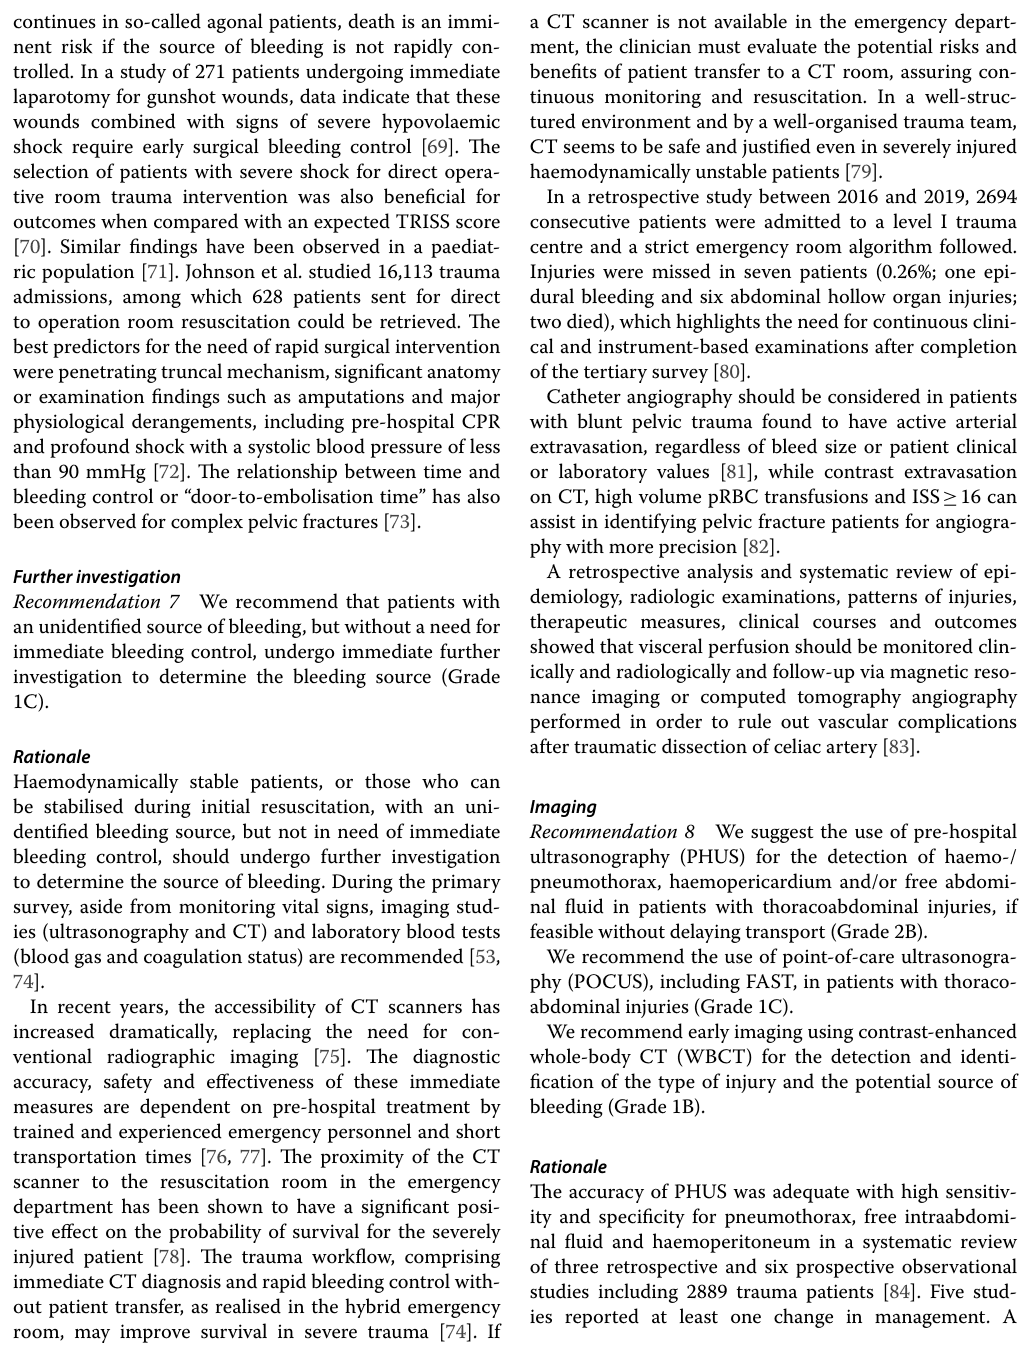 continues in so-called agonal patients, death is an immi-
nent risk if the source of bleeding is not rapidly con-
trolled. In a study of 271 patients undergoing immediate
laparotomy for gunshot wounds, data indicate that these
wounds combined with signs of severe hypovolaemic
shock require early surgical bleeding control [69]. The
selection of patients with severe shock for direct opera-
tive room trauma intervention was also beneficial for
outcomes when compared with an expected TRISS score
[70]. Similar findings have been observed in a paediat-
ric population [71]. Johnson et al. studied 16,113 trauma
admissions, among which 628 patients sent for direct
to operation room resuscitation could be retrieved. The
best predictors for the need of rapid surgical intervention
were penetrating truncal mechanism, significant anatomy
or examination findings such as amputations and major
physiological derangements, including pre-hospital CPR
and profound shock with a systolic blood pressure of less
than 90 mmHg [72]. The relationship between time and
bleeding control or “door-to-embolisation time” has also
been observed for complex pelvic fractures [73].
Further investigation
Recommendation 7 We recommend that patients with
an unidentified source of bleeding, but without a need for
immediate bleeding control, undergo immediate further
investigation to determine the bleeding source (Grade
1C).
Rationale
Haemodynamically stable patients, or those who can
be stabilised during initial resuscitation, with an uni-
dentified bleeding source, but not in need of immediate
bleeding control, should undergo further investigation
to determine the source of bleeding. During the primary
survey, aside from monitoring vital signs, imaging stud-
ies (ultrasonography and CT) and laboratory blood tests
(blood gas and coagulation status) are recommended [53,
74].
In recent years, the accessibility of CT scanners has
increased dramatically, replacing the need for con-
ventional radiographic imaging [75]. The diagnostic
accuracy, safety and effectiveness of these immediate
measures are dependent on pre-hospital treatment by
trained and experienced emergency personnel and short
transportation times [76, 77]. The proximity of the CT
scanner to the resuscitation room in the emergency
department has been shown to have a significant posi-
tive effect on the probability of survival for the severely
injured patient [78]. The trauma workflow, comprising
immediate CT diagnosis and rapid bleeding control with-
out patient transfer, as realised in the hybrid emergency
room, may improve survival in severe trauma [74]. If
a CT scanner is not available in the emergency depart-
ment, the clinician must evaluate the potential risks and
benefits of patient transfer to a CT room, assuring con-
tinuous monitoring and resuscitation. In a well-struc-
tured environment and by a well-organised trauma team,
CT seems to be safe and justified even in severely injured
haemodynamically unstable patients [79].
In a retrospective study between 2016 and 2019, 2694
consecutive patients were admitted to a level I trauma
centre and a strict emergency room algorithm followed.
Injuries were missed in seven patients (0.26%; one epi-
dural bleeding and six abdominal hollow organ injuries;
two died), which highlights the need for continuous clini-
cal and instrument-based examinations after completion
of the tertiary survey [80].
Catheter angiography should be considered in patients
with blunt pelvic trauma found to have active arterial
extravasation, regardless of bleed size or patient clinical
or laboratory values [81], while contrast extravasation
on CT, high volume pRBC transfusions and ISS ≥ 16 can
assist in identifying pelvic fracture patients for angiogra-
phy with more precision [82].
A retrospective analysis and systematic review of epi-
demiology, radiologic examinations, patterns of injuries,
therapeutic measures, clinical courses and outcomes
showed that visceral perfusion should be monitored clin-
ically and radiologically and follow-up via magnetic reso-
nance imaging or computed tomography angiography
performed in order to rule out vascular complications
after traumatic dissection of celiac artery [83].
Imaging
Recommendation 8 We suggest the use of pre-hospital
ultrasonography (PHUS) for the detection of haemo-/
pneumothorax, haemopericardium and/or free abdomi-
nal fluid in patients with thoracoabdominal injuries, if
feasible without delaying transport (Grade 2B).
We recommend the use of point-of-care ultrasonogra-
phy (POCUS), including FAST, in patients with thoraco-
abdominal injuries (Grade 1C).
We recommend early imaging using contrast-enhanced
whole-body CT (WBCT) for the detection and identi-
fication of the type of injury and the potential source of
bleeding (Grade 1B).
Rationale
The accuracy of PHUS was adequate with high sensitiv-
ity and specificity for pneumothorax, free intraabdomi-
nal fluid and haemoperitoneum in a systematic review
of three retrospective and six prospective observational
studies including 2889 trauma patients [84]. Five stud-
ies reported at least one change in management. A